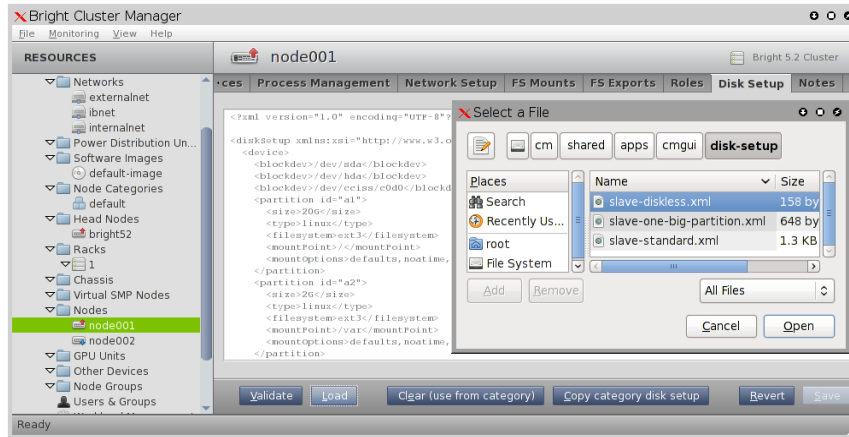 Bright Cluster Manager
File Monitoring View Help
RESOURCES
node001
Bright 5.2 Cluster
Networks
externalnet
ibnet
internalnet
Power Distribution Un...
Software Images
default-image
Node Categories
default
Head Nodes
bright52
Racks
1
Chassis
Virtual SMP Nodes
Nodes
node001
node002
GPU Units
Other Devices
Node Groups
Users & Groups
Process Management Network Setup FS Mounts FS Exports Roles Disk Setup Notes
<?xml version="1.0" encoding="UTF-8"?
<diskSetup xmlns:xsi="http://www.w3.o
<device>
<blockdev>/dev/sda</blockdev>
<blockdev>/dev/hda</blockdev>
<blockdev>/dev/cciss/c0d0</blockd
<partition id="a1">
<size>20G</size>
<type>linux</type>
<filesystem>ext3</filesystem>
<mountPoint>/</mountPoint>
<mountOptions>defaults,noatime,
</partition>
<partition id="a2">
<size>2G</size>
<type>linux</type>
<filesystem>ext3</filesystem>
<mountPoint>/var</mountPoint>
<mountOptions>defaults,noatime,
</partition>
Select a File
cm shared apps cmgui disk-setup
Places
Search
Recently Us...
root
File System
Name Size
slave-diskless.xml 158 by
slave-one-big-partition.xml 648 by
slave-standard.xml 1.3 KB
Add Remove
All Files
Cancel Open
Validate Load Clear (use from category) Copy category disk setup Revert Save
Ready